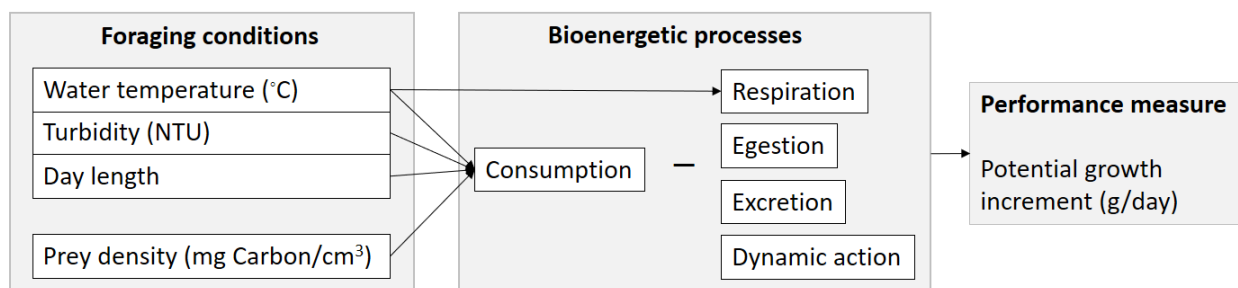 Foraging conditions
Water temperature (°C)
Turbidity (NTU)
Day length
Prey density (mg Carbon/cm³)
Bioenergetic processes
Consumption
–
Respiration
Egestion
Excretion
Dynamic action
Performance measure
Potential growth
increment (g/day)